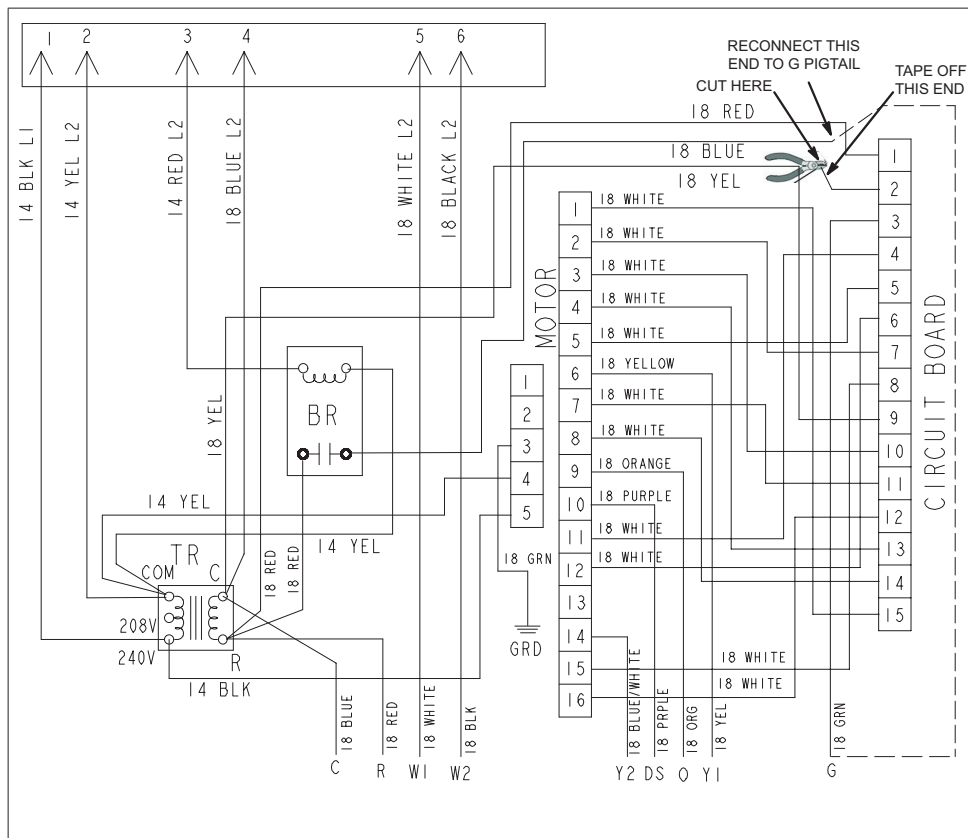 1 2 3 4 5 6
14 BLK L1
14 YEL L2
14 RED L2
18 BLUE L2
18 WHITE L2
18 BLACK L2
RECONNECT THIS
END TO G PIGTAIL
CUT HERE
TAPE OFF
THIS END
18 RED
18 BLUE
18 YEL
MOTOR
1
2
3
4
5
6
7
8
9
10
11
12
13
14
15
16
18 WHITE
18 WHITE
18 WHITE
18 WHITE
18 WHITE
18 YELLOW
18 WHITE
18 WHITE
18 ORANGE
18 PURPLE
18 WHITE
18 WHITE
18 WHITE
18 WHITE
1
2
3
4
5
6
7
8
9
10
11
12
13
14
15
CIRCUIT BOARD
1
2
3
4
5
BR
18 YEL
14 YEL
14 YEL
18 GRN
GRD
TR
COM
C
208V
240V
R
18 RED
18 RED
14 BLK
18 BLUE
18 RED
18 WHITE
18 BLK
C R W1 W2
18 BLUE/WHITE
18 PRPLE
18 ORG
18 YEL
18 GRN
Y2 DS O Y1 G